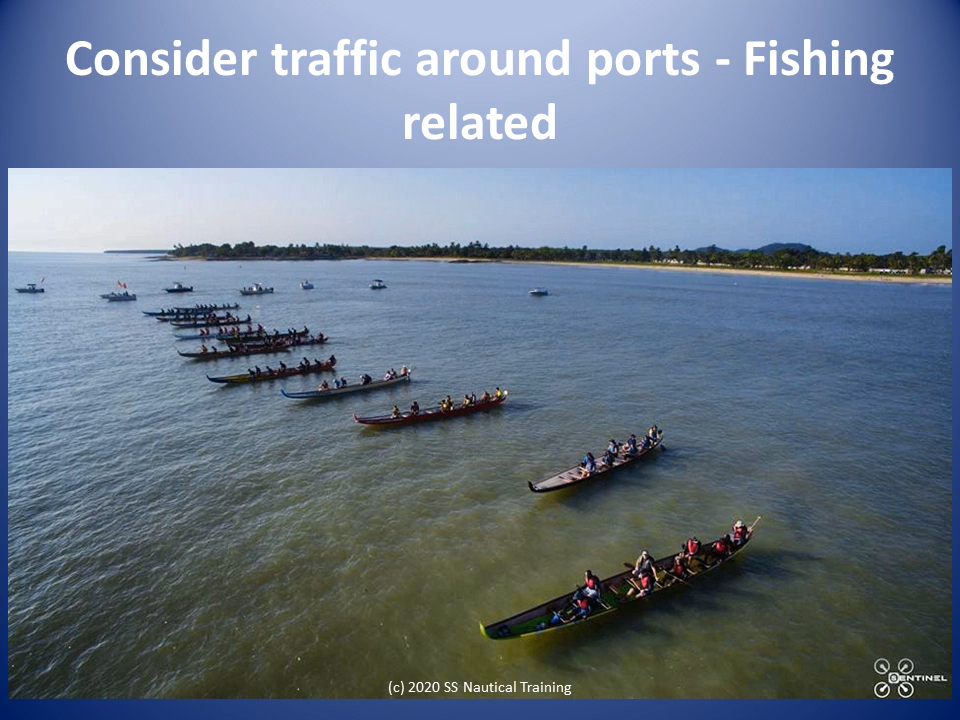 Consider traffic around ports - Fishing
related
(c) 2020 SS Nautical Training
SENTINEL